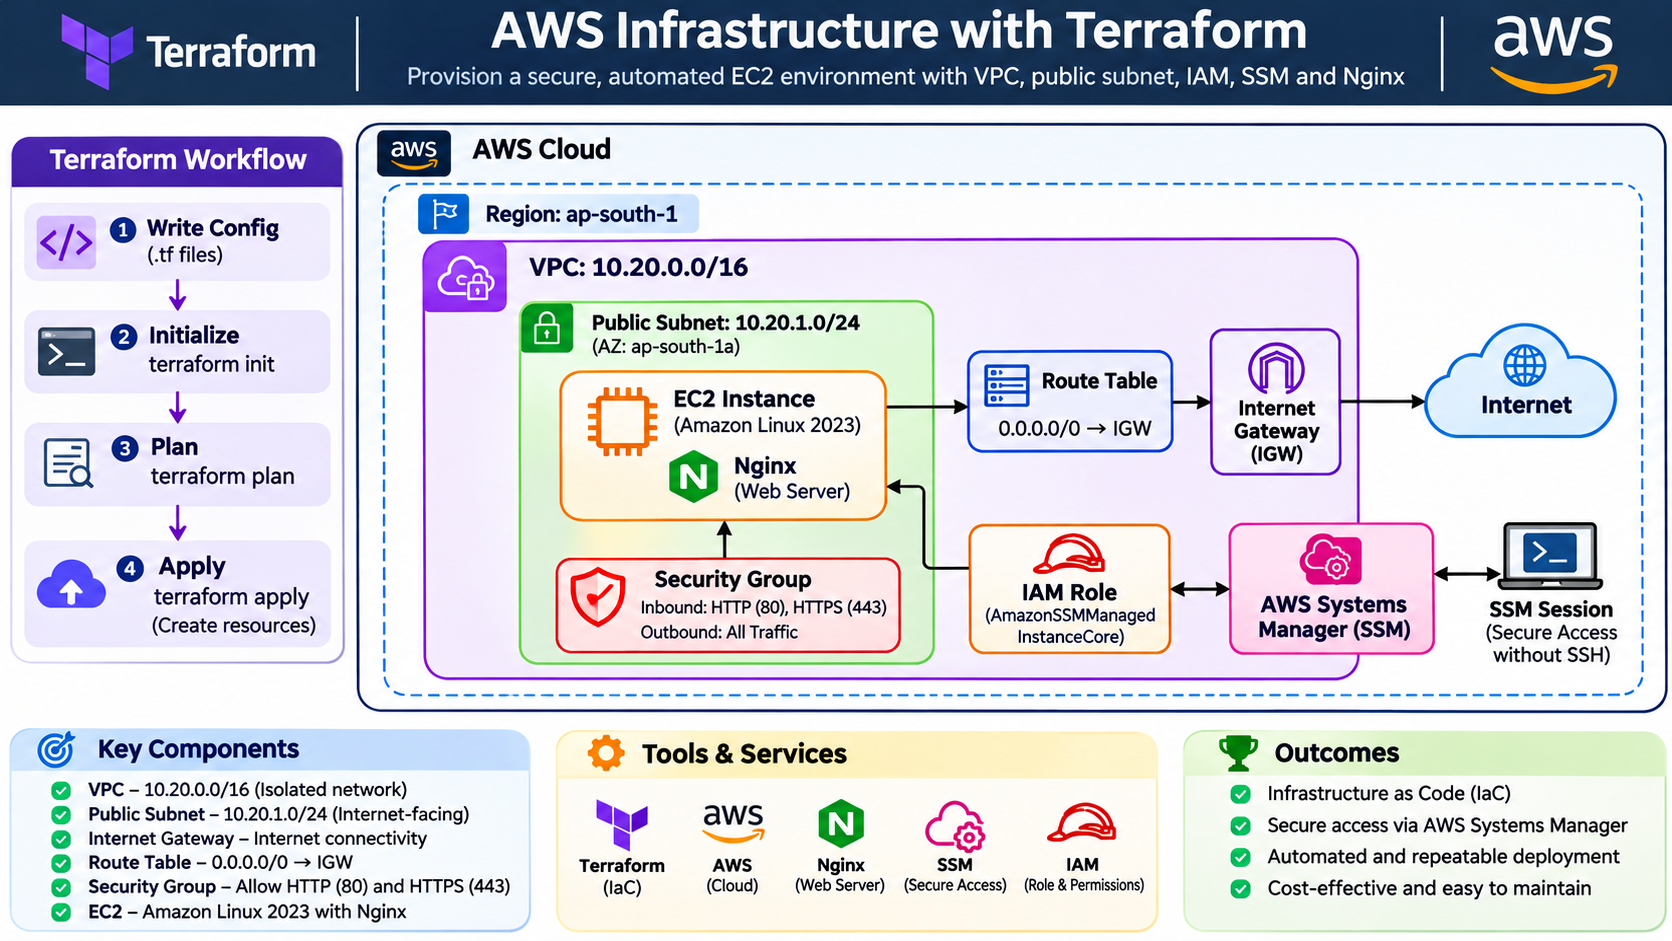 Terraform
AWS Infrastructure with Terraform
Provision a secure, automated EC2 environment with VPC, public subnet, IAM, SSM and Nginx
aws
Terraform Workflow
</>
1 Write Config
(.tf files)
2 Initialize
terraform init
3 Plan
terraform plan
4 Apply
terraform apply
(Create resources)
aws
AWS Cloud
Region: ap-south-1
VPC: 10.20.0.0/16
Public Subnet: 10.20.1.0/24
(AZ: ap-south-1a)
EC2 Instance
(Amazon Linux 2023)
N
Nginx
(Web Server)
Security Group
Inbound: HTTP (80), HTTPS (443)
Outbound: All Traffic
Route Table
0.0.0.0/0 → IGW
Internet
Gateway
(IGW)
Internet
IAM Role
(AmazonSSMManaged
InstanceCore)
AWS Systems
Manager (SSM)
SSM Session
(Secure Access
without SSH)
Key Components
VPC – 10.20.0.0/16 (Isolated network)
Public Subnet – 10.20.1.0/24 (Internet-facing)
Internet Gateway – Internet connectivity
Route Table – 0.0.0.0/0 → IGW
Security Group – Allow HTTP (80) and HTTPS (443)
EC2 – Amazon Linux 2023 with Nginx
Tools & Services
Terraform
(IaC)
aws
AWS
(Cloud)
N
Nginx
(Web Server)
SSM
(Secure Access)
IAM
(Role & Permissions)
Outcomes
Infrastructure as Code (IaC)
Secure access via AWS Systems Manager
Automated and repeatable deployment
Cost-effective and easy to maintain